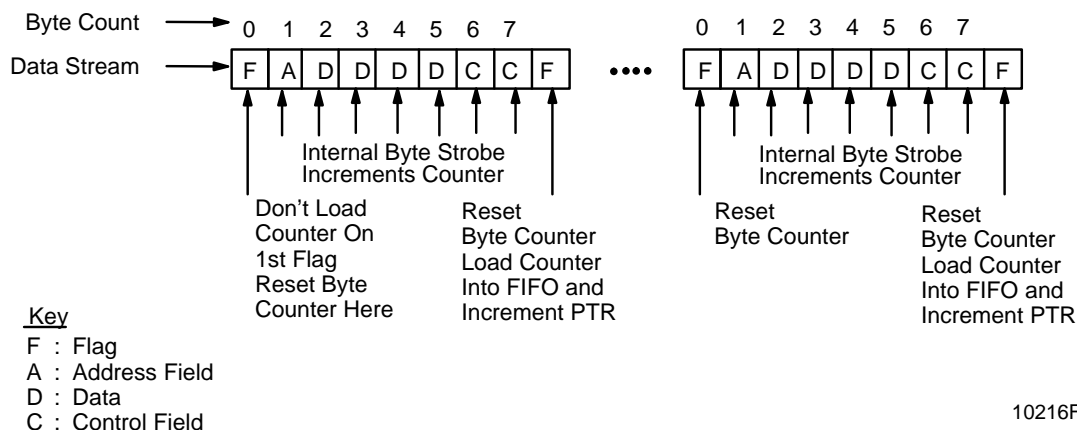 Byte Count 0 1 2 3 4 5 6 7 0 1 2 3 4 5 6 7
Data Stream F A D D D D C C F •••• F A D D D D C C F
Internal Byte Strobe
Increments Counter
Internal Byte Strobe
Increments Counter
Don't Load
Counter On
1st Flag
Reset Byte
Counter Here
Reset
Byte Counter
Load Counter
Into FIFO and
Increment PTR
Reset
Byte Counter
Reset
Byte Counter
Load Counter
Into FIFO and
Increment PTR
Key
F : Flag
A : Address Field
D : Data
C : Control Field
10216F